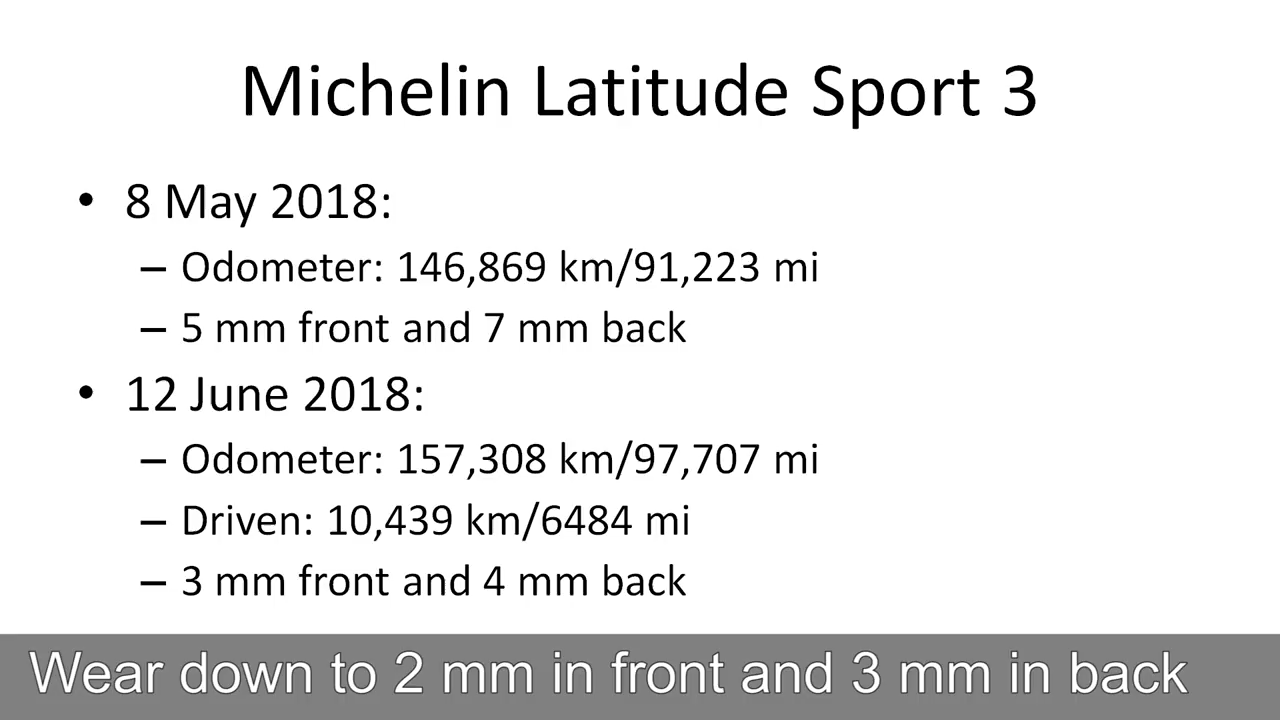 Michelin Latitude Sport 3
• 8 May 2018:
– Odometer: 146,869 km/91,223 mi
– 5 mm front and 7 mm back
• 12 June 2018:
– Odometer: 157,308 km/97,707 mi
– Driven: 10,439 km/6484 mi
– 3 mm front and 4 mm back
Wear down to 2 mm in front and 3 mm in back